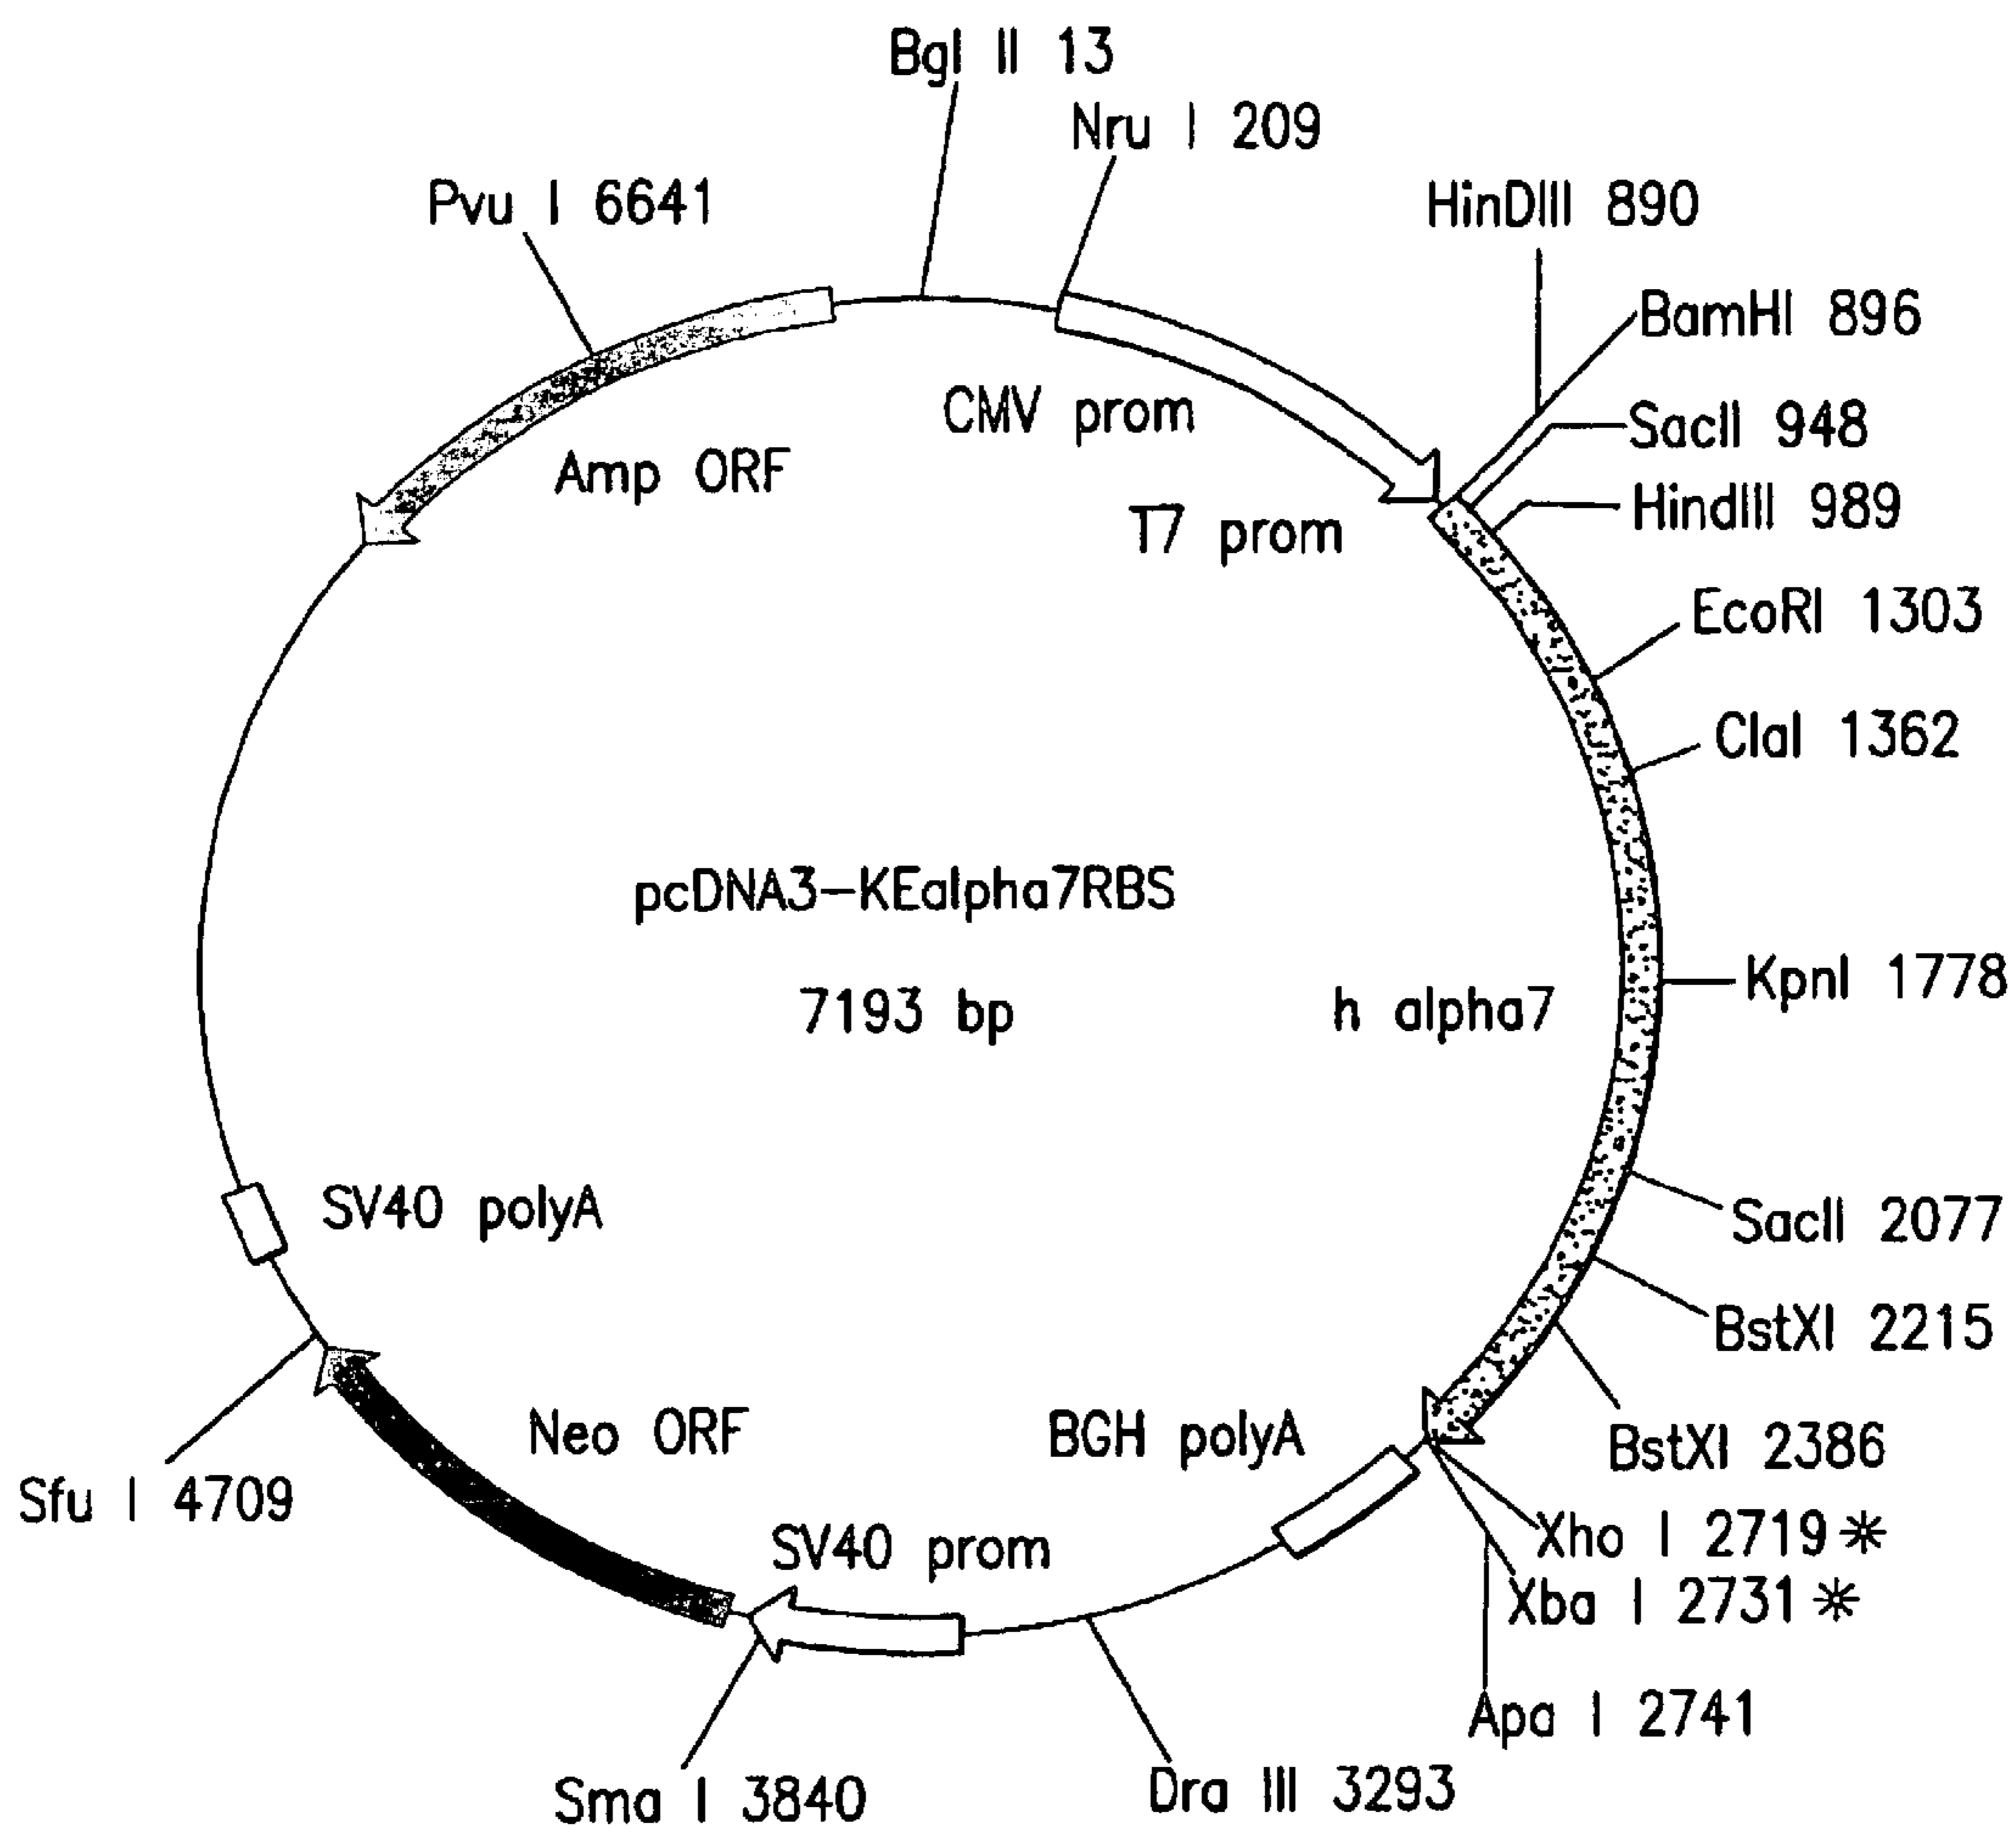 Bgl II 13
Nru I 209
Pvu I 6641
HinDIII 890
BamHI 896
CMV prom
SacII 948
Amp ORF
HindIII 989
T7 prom
EcoRI 1303
ClaI 1362
pcDNA3-KEalpha7RBS
KpnI 1778
7193 bp
h alpha7
SV40 polyA
SacII 2077
BstXI 2215
Neo ORF
BGH polyA
BstXI 2386
Sfu I 4709
Xho I 2719 *
SV40 prom
Xba I 2731 *
Apa I 2741
Sma I 3840
Dra III 3293